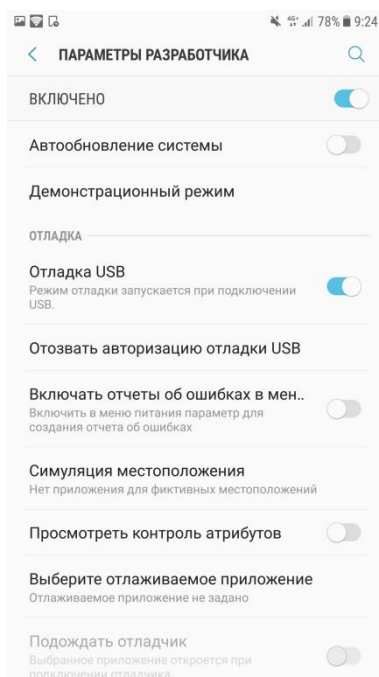 4G+ 78% 9:24
ПАРАМЕТРЫ РАЗРАБОТЧИКА
ВКЛЮЧЕНО
Автообновление системы
Демонстрационный режим
ОТЛАДКА
Отладка USB
Режим отладки запускается при подключении
USB.
Отозвать авторизацию отладки USB
Включать отчеты об ошибках в мен..
Включить в меню питания параметр для
создания отчета об ошибках
Симуляция местоположения
Нет приложения для фиктивных местоположений
Просмотреть контроль атрибутов
Выберите отлаживаемое приложение
Отлаживаемое приложение не задано
Подождать отладчик
Выбранное приложение откроется при
подключении отладчика